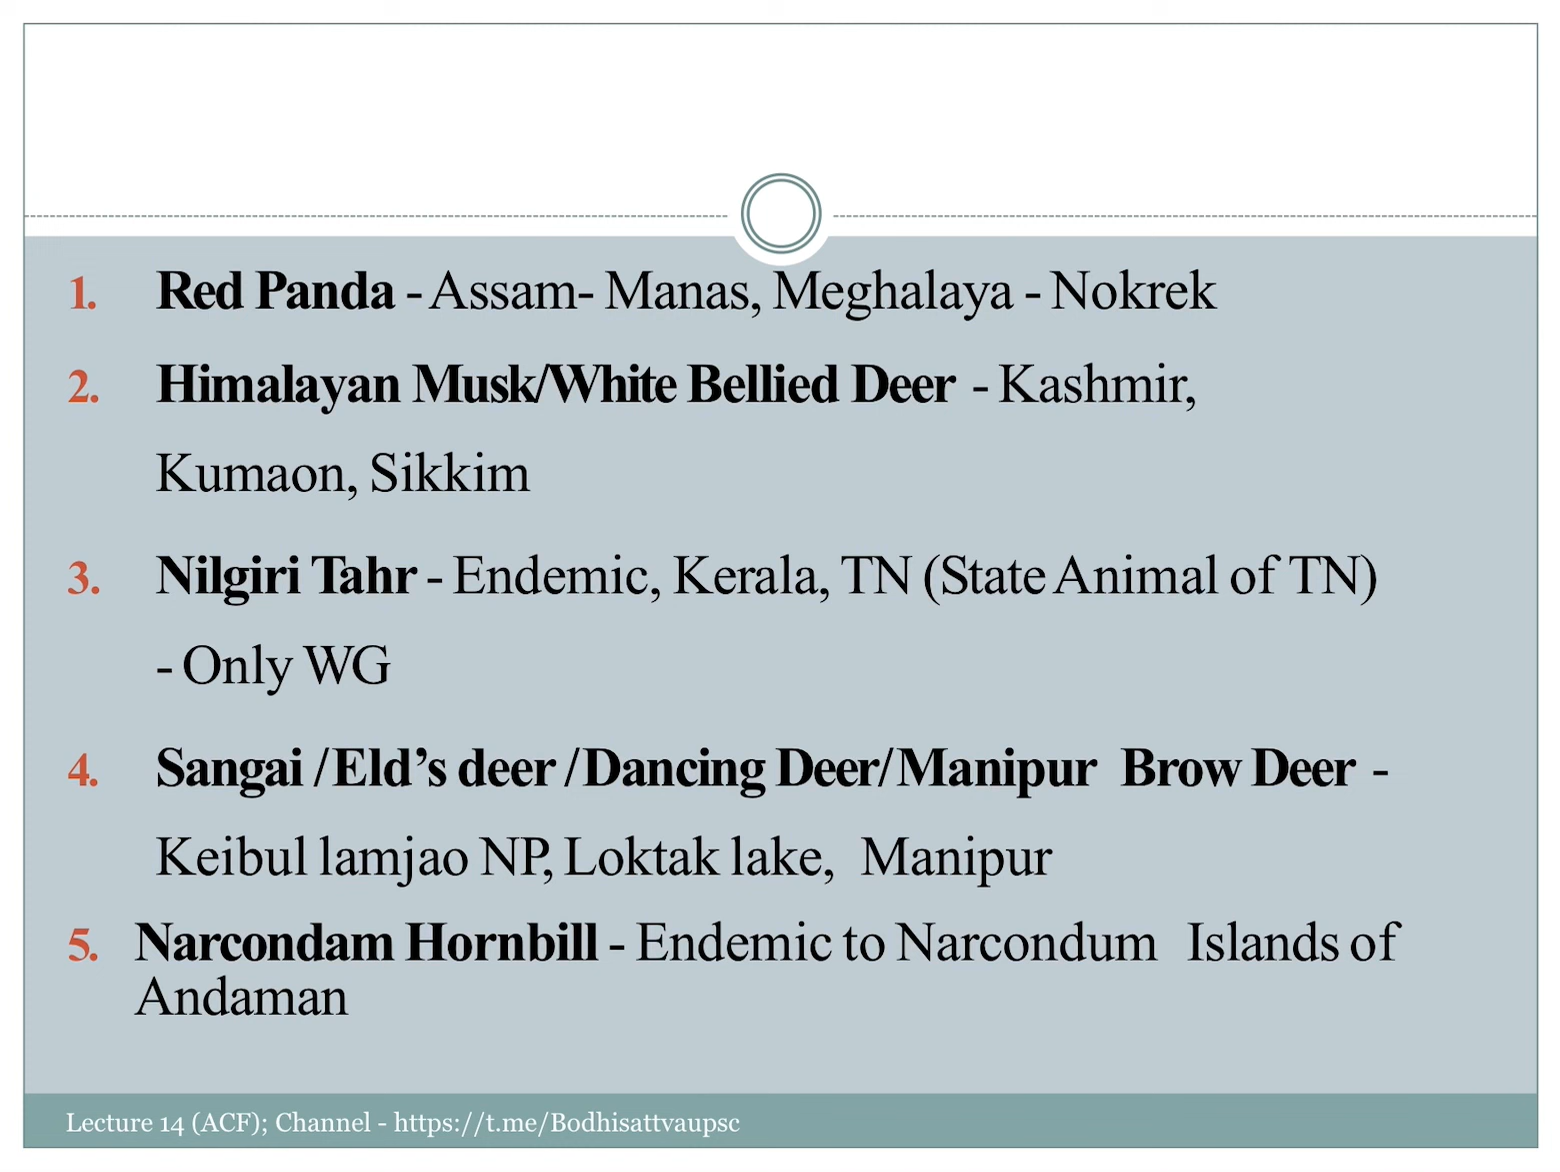 1. Red Panda - Assam- Manas, Meghalaya - Nokrek
2. Himalayan Musk/White Bellied Deer - Kashmir,
Kumaon, Sikkim
3. Nilgiri Tahr - Endemic, Kerala, TN (State Animal of TN)
- Only WG
4. Sangai /Eld’s deer /Dancing Deer/Manipur Brow Deer -
Keibul lamjao NP, Loktak lake, Manipur
5. Narcondam Hornbill - Endemic to Narcondum Islands of
Andaman
Lecture 14 (ACF); Channel - https://t.me/Bodhisattvaupsc